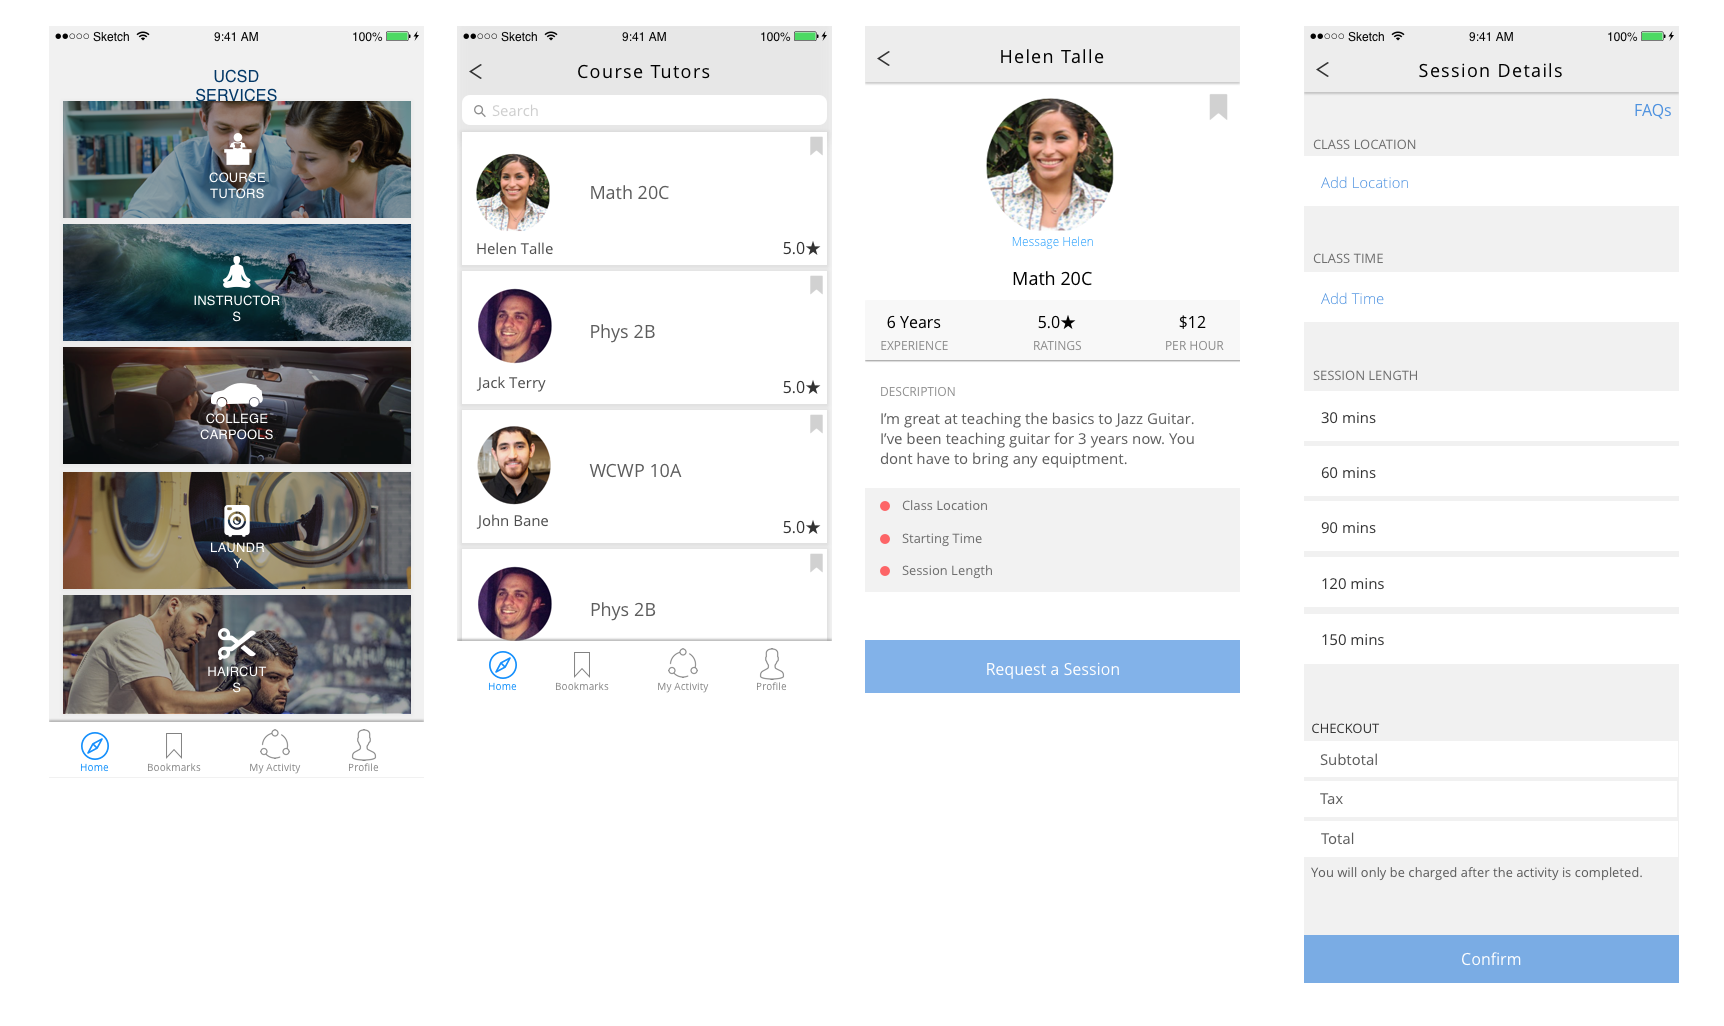 Sketch 9:41 AM 100%
UCSD
SERVICES
COURSE
TUTORS
INSTRUCTOR
S
COLLEGE
CARPOOLS
LAUNDR
Y
HAIRCUT
S
Home Bookmarks My Activity Profile
Sketch 9:41 AM 100%
Course Tutors
Search
Math 20C
Helen Talle 5.0★
Phys 2B
Jack Terry 5.0★
WCWP 10A
John Bane 5.0★
Phys 2B
Home Bookmarks My Activity Profile
Helen Talle
Message Helen
Math 20C
6 Years 5.0★ $12
EXPERIENCE RATINGS PER HOUR
DESCRIPTION
I'm great at teaching the basics to Jazz Guitar.
I've been teaching guitar for 3 years now. You
dont have to bring any equiptment.
Class Location
Starting Time
Session Length
Request a Session
Sketch 9:41 AM 100%
Session Details
FAQs
CLASS LOCATION
Add Location
CLASS TIME
Add Time
SESSION LENGTH
30 mins
60 mins
90 mins
120 mins
150 mins
CHECKOUT
Subtotal
Tax
Total
You will only be charged after the activity is completed.
Confirm